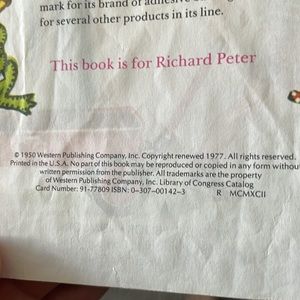 mark for its brand of adhesive
for several other products in its line.
This book is for Richard Peter
© 1950 Western Publishing Company, Inc. Copyright renewed 1977. All rights reserved.
Printed in the U.S.A. No part of this book may be reproduced or copied in any form without
written permission from the publisher. All trademarks are the property
of Western Publishing Company, Inc. Library of Congress Catalog
Card Number: 91-77809 ISBN: 0-307-00142-3 R MCMXCII